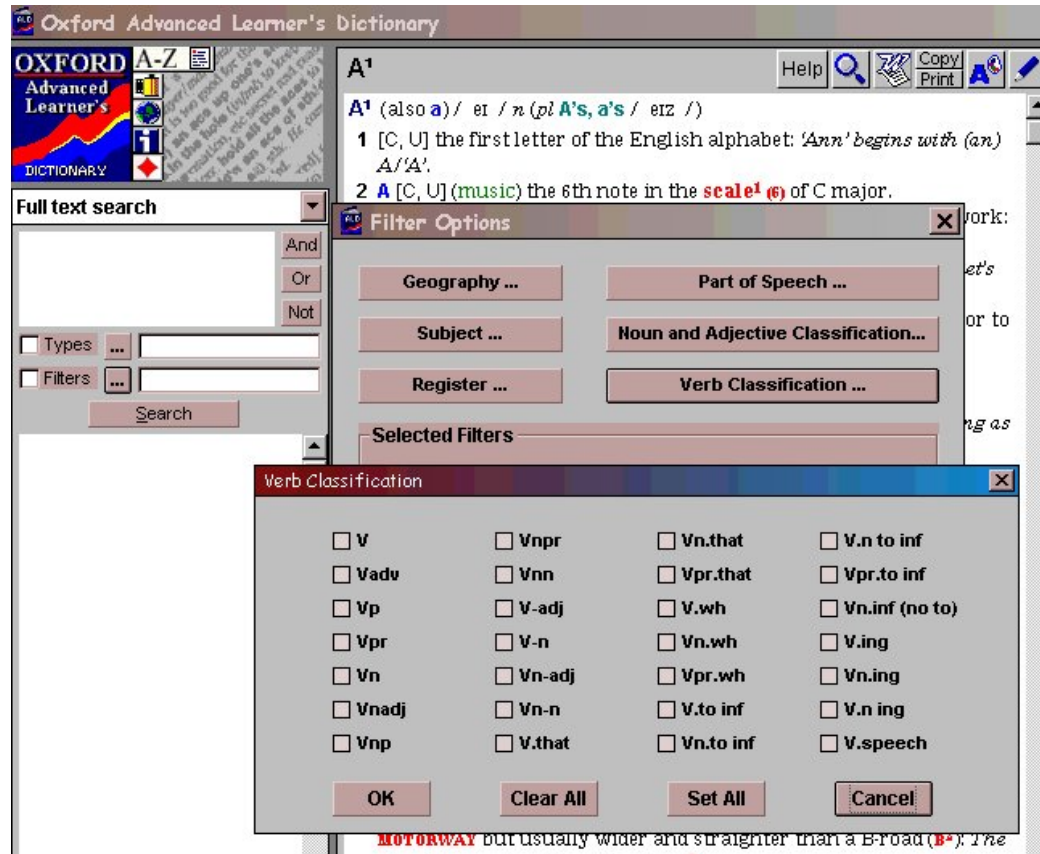 Oxford Advanced Learner's Dictionary
OXFORD
Advanced
Learner's
DICTIONARY
A-Z
A¹
Help
Copy
Print
A¹ (also a) / eɪ / n (pl A's, a's / eɪz /)
1 [C, U] the first letter of the English alphabet: 'Ann' begins with (an)
A/'A'.
2 A [C, U] (music) the 6th note in the scale¹ (6) of C major.
work:
et's
or to
ng as
Full text search
And
Or
Not
Types ...
Filters ...
Search
Filter Options
Geography ... Part of Speech ...
Subject ... Noun and Adjective Classification...
Register ... Verb Classification ...
Selected Filters
Verb Classification
V Vnpr Vn.that V.n to inf
Vadv Vnn Vpr.that Vpr.to inf
Vp V-adj V.wh Vn.inf (no to)
Vpr V-n Vn.wh V.ing
Vn Vn-adj Vpr.wh Vn.ing
Vnadj Vn-n V.to inf V.n ing
Vnp V.that Vn.to inf V.speech
OK Clear All Set All Cancel
MOTORWAY but usually wider and straighter than a B-road (B²): The